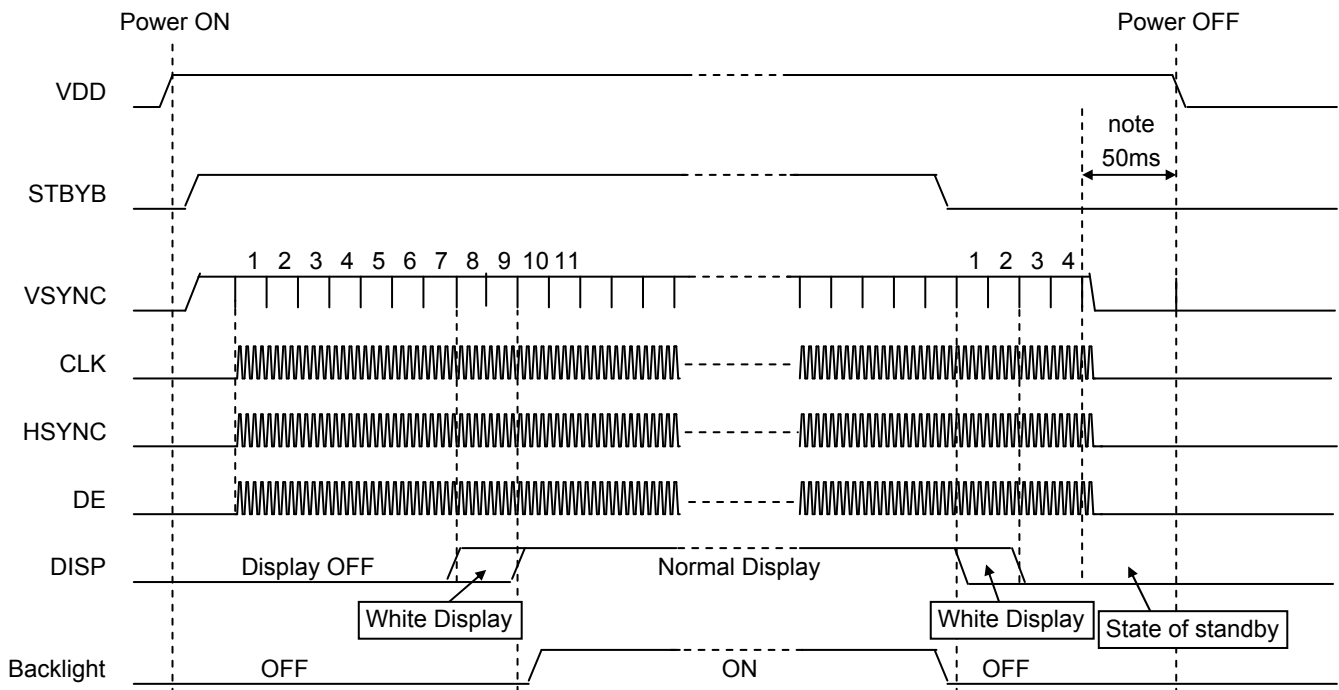 Power ON Power OFF
VDD
note
50ms
STBYB
1 2 3 4 5 6 7 8 9 10 11 1 2 3 4
VSYNC
CLK
HSYNC
DE
DISP Display OFF Normal Display
White Display White Display State of standby
Backlight OFF ON OFF